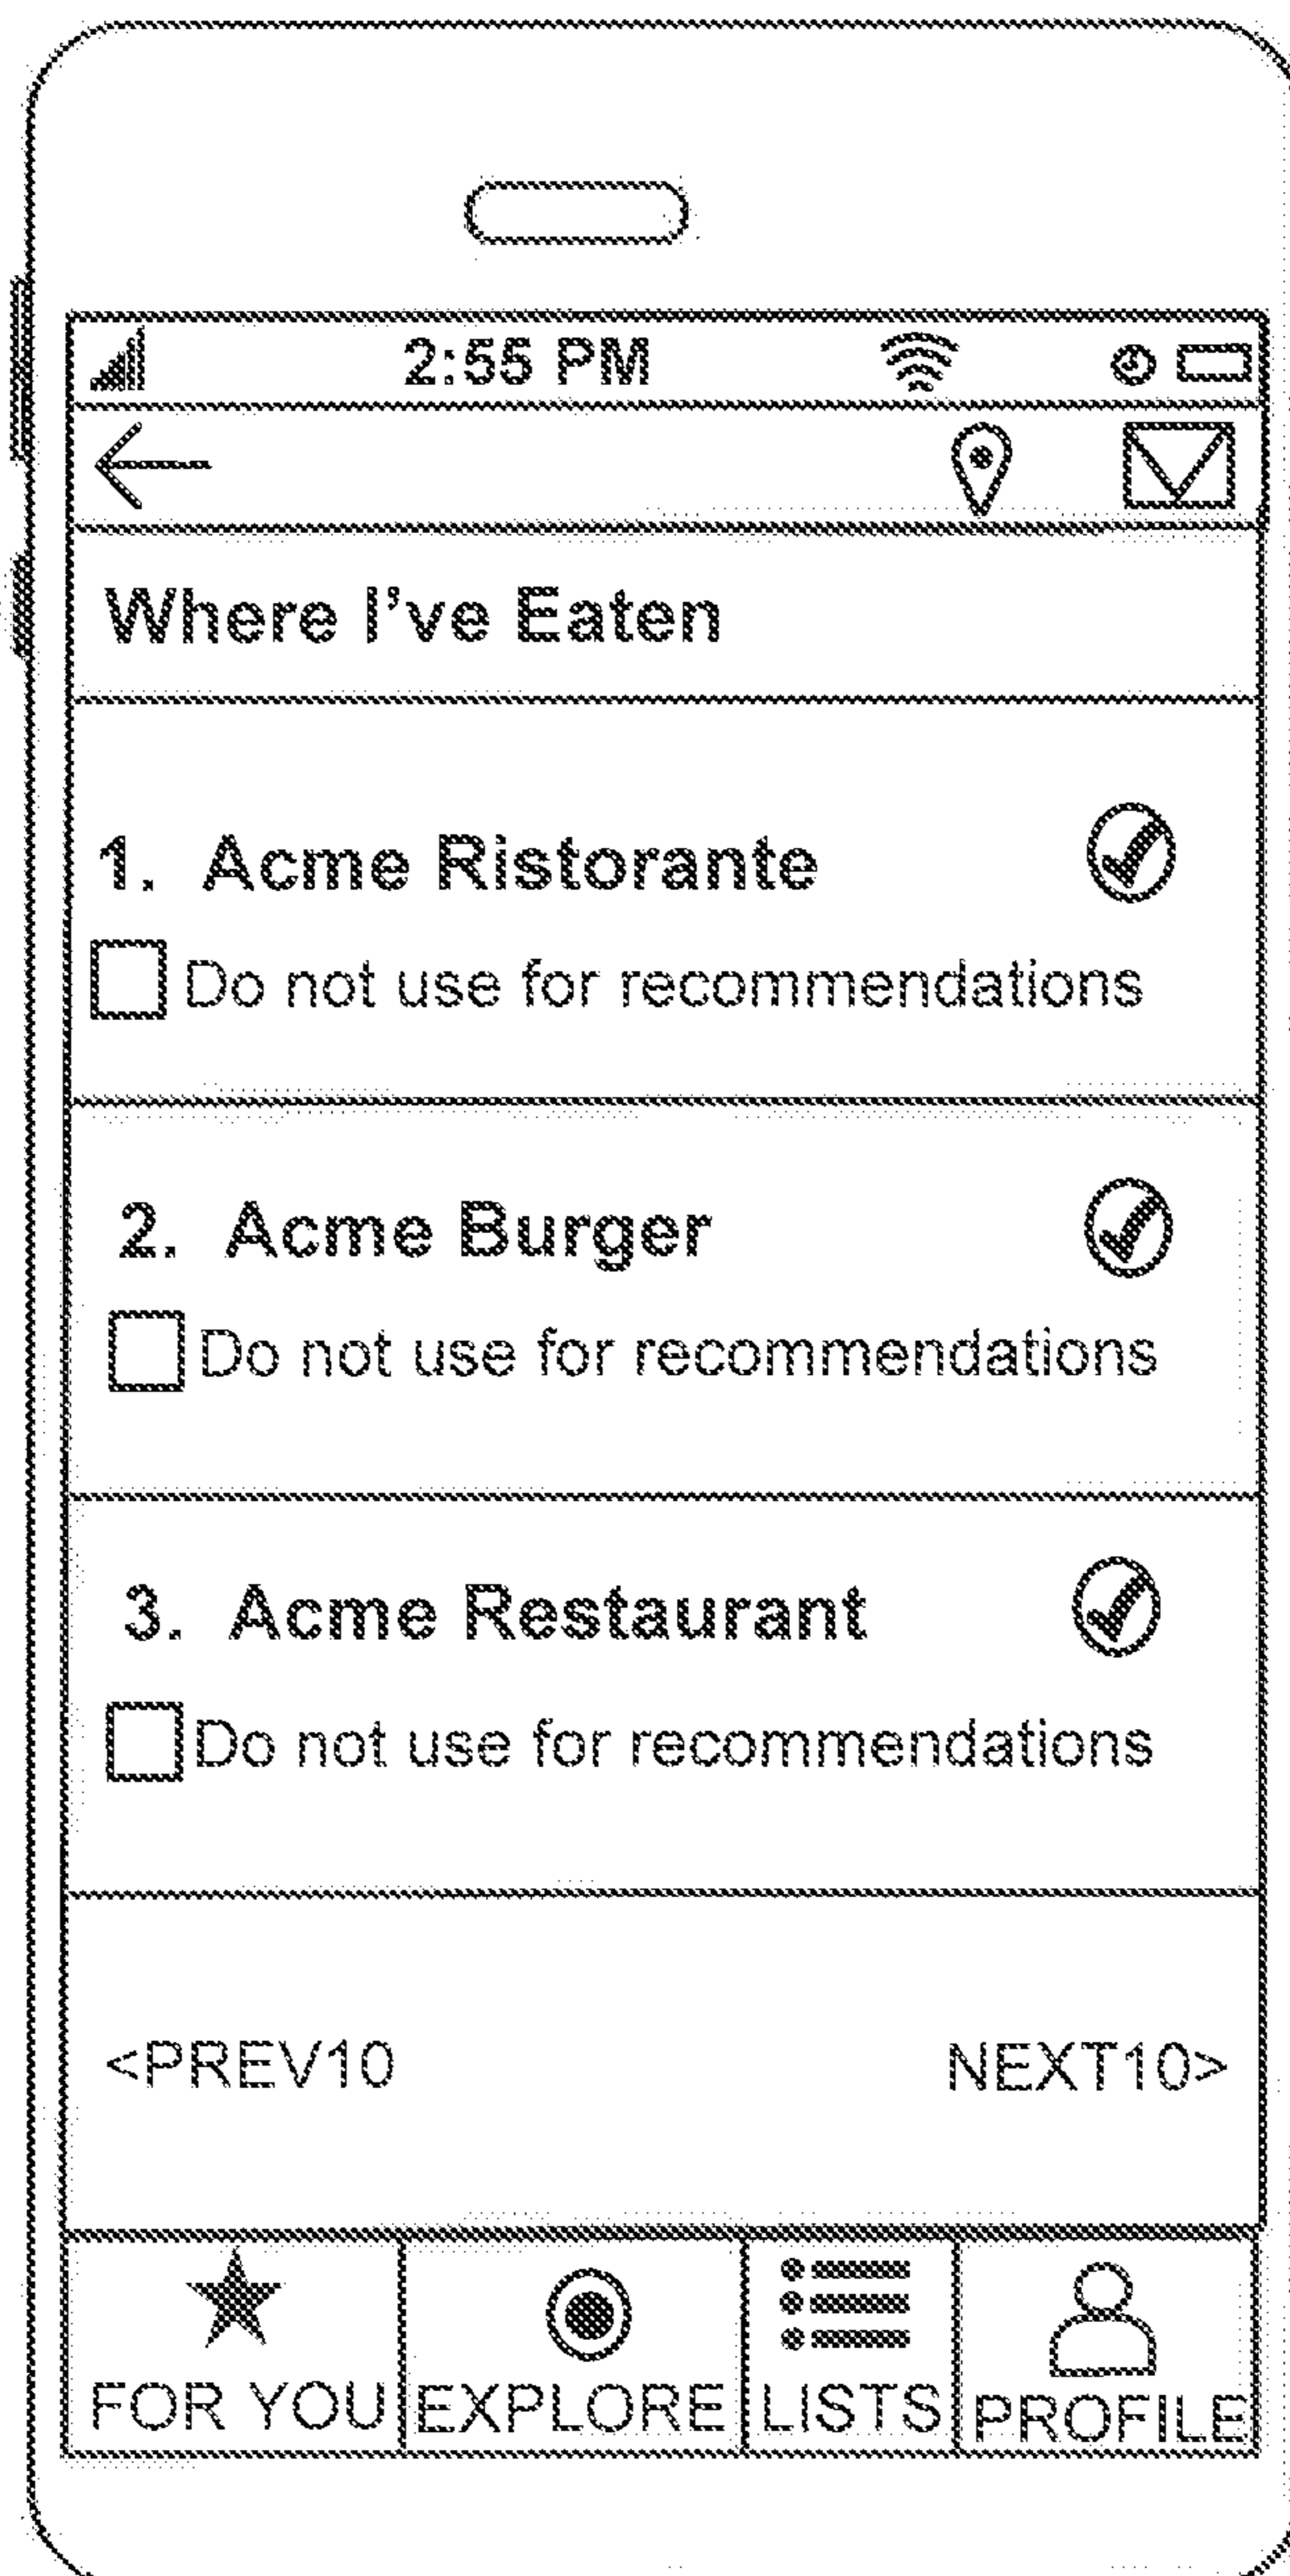 2:55 PM
Where I've Eaten
1. Acme Ristorante
Do not use for recommendations
2. Acme Burger
Do not use for recommendations
3. Acme Restaurant
Do not use for recommendations
<PREV10 NEXT10>
FOR YOU EXPLORE LISTS PROFILE